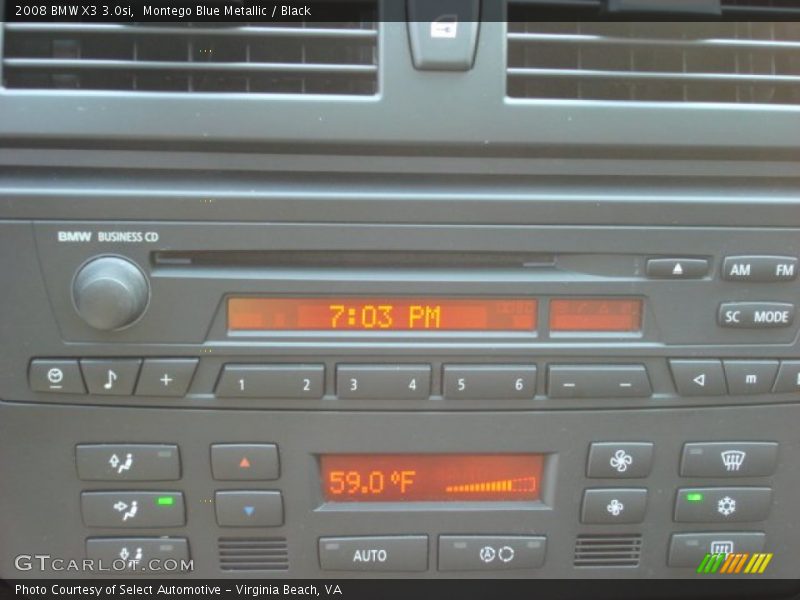 2008 BMW X3 3.0si,  Montego Blue Metallic / Black
BMW BUSINESS CD
AM FM
7:03 PM
SC MODE
+ 1 2 3 4 5 6 – – m
59.0 °F
AUTO
GTCARLOT.COM
Photo Courtesy of Select Automotive – Virginia Beach, VA